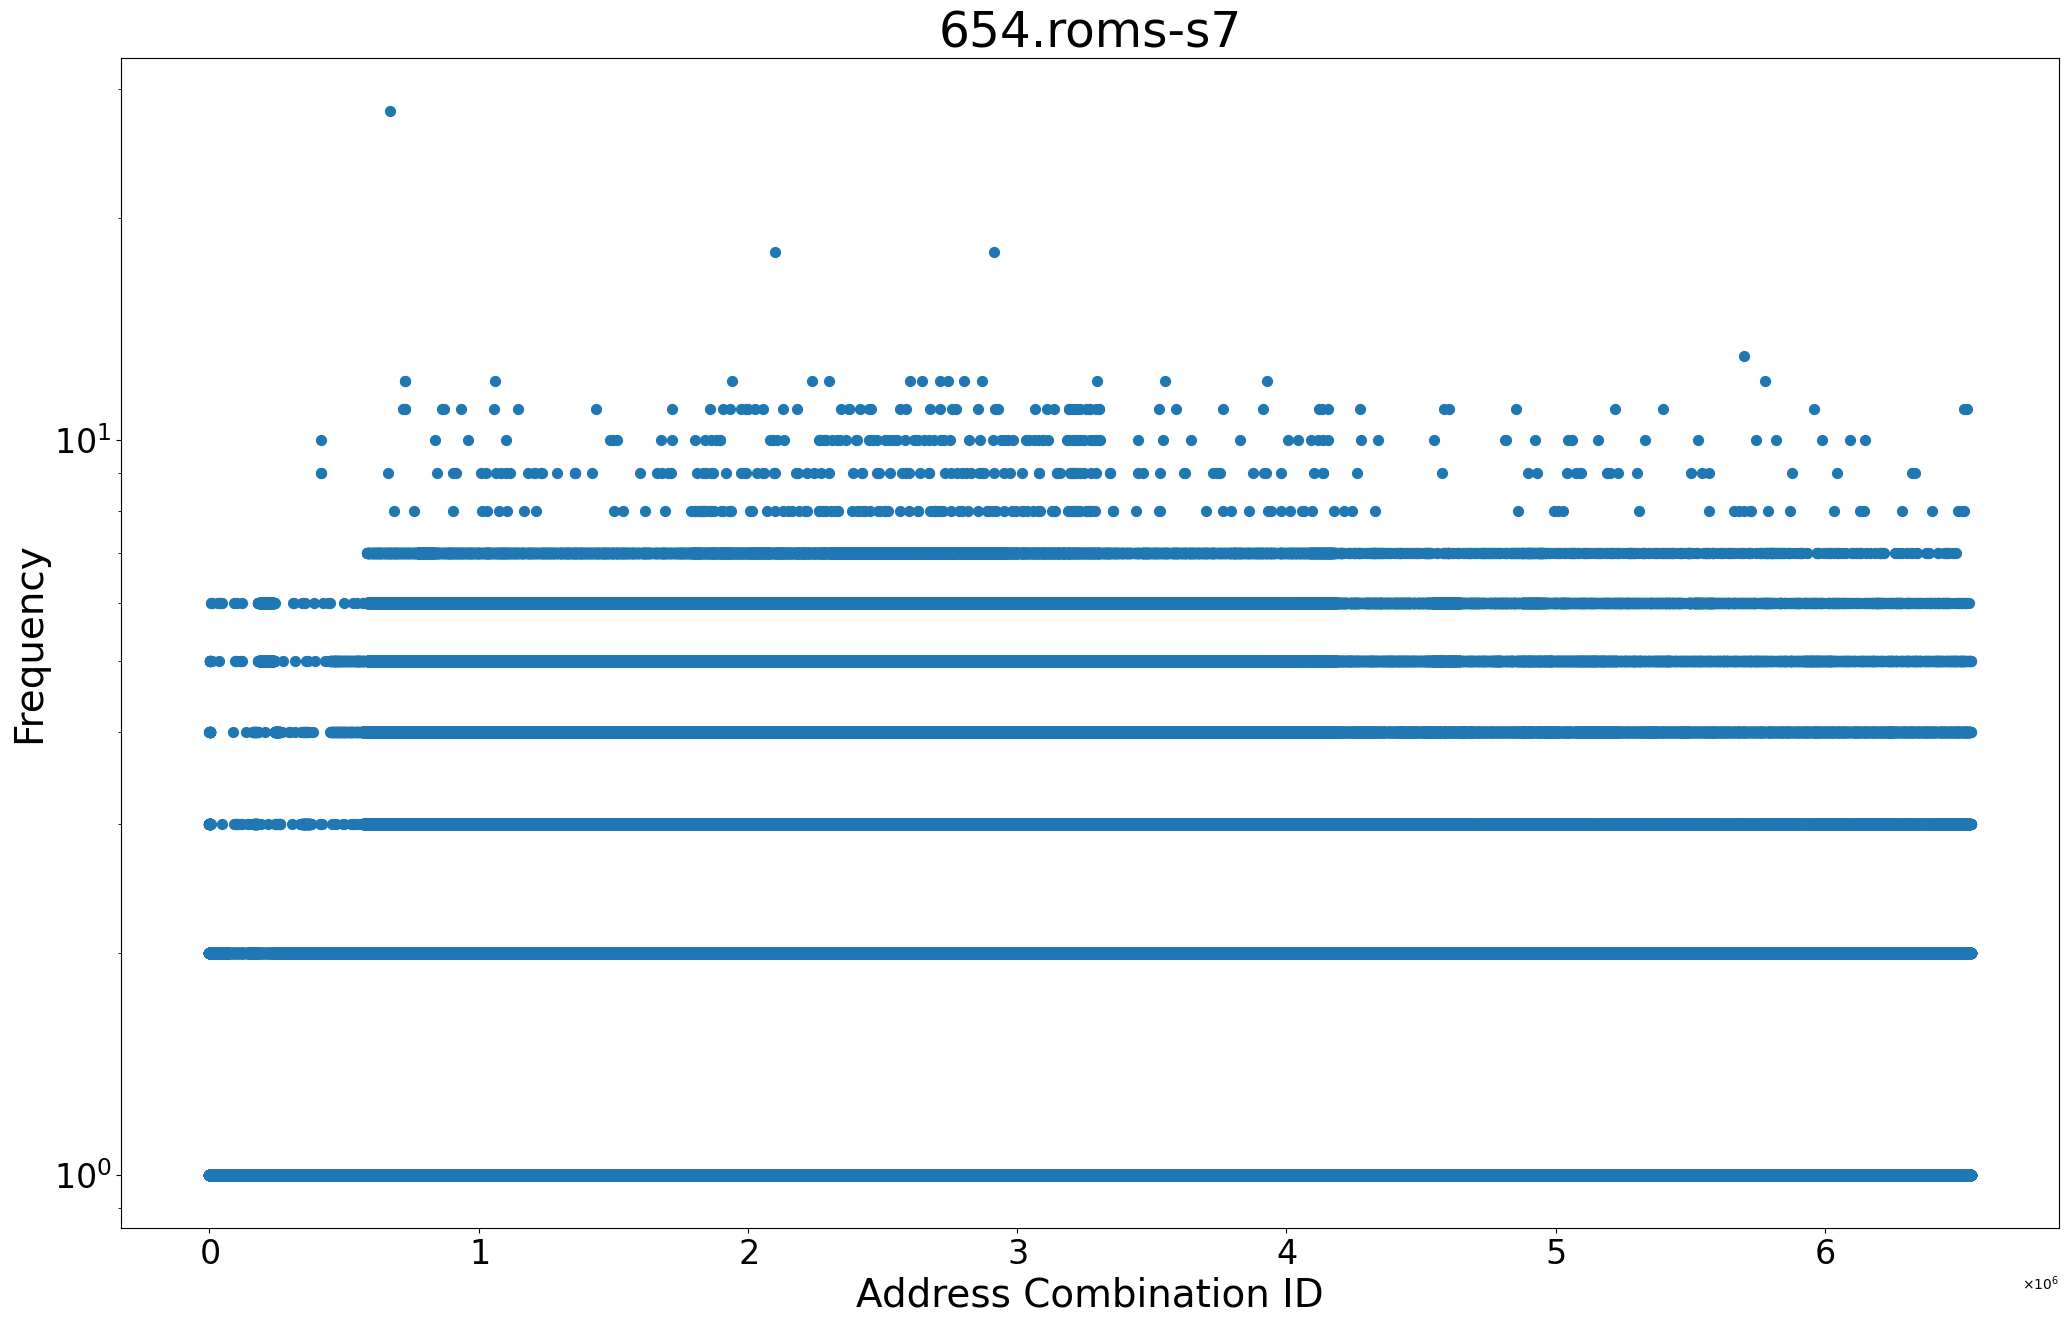 654.roms-s7
Frequency
10¹
10⁰
0 1 2 3 4 5 6
×10⁶
Address Combination ID